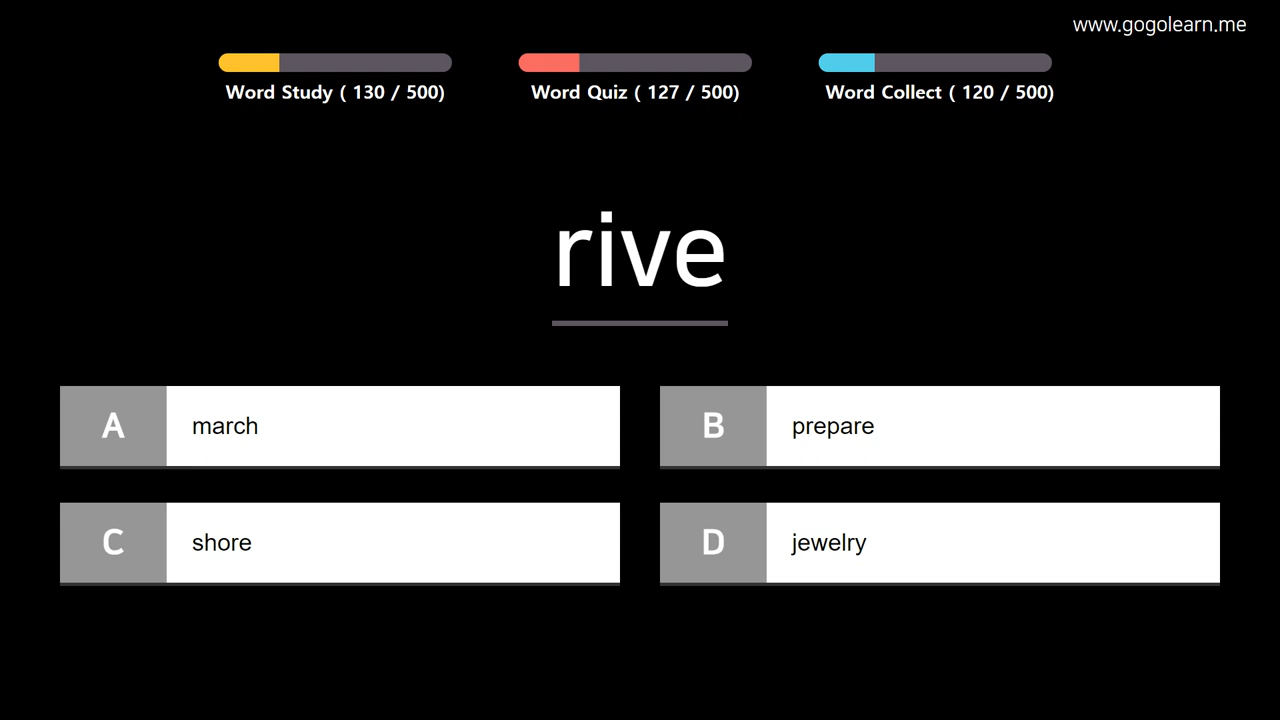 www.gogolearn.me
Word Study ( 130 / 500)
Word Quiz ( 127 / 500)
Word Collect ( 120 / 500)
rive
A march
B prepare
C shore
D jewelry